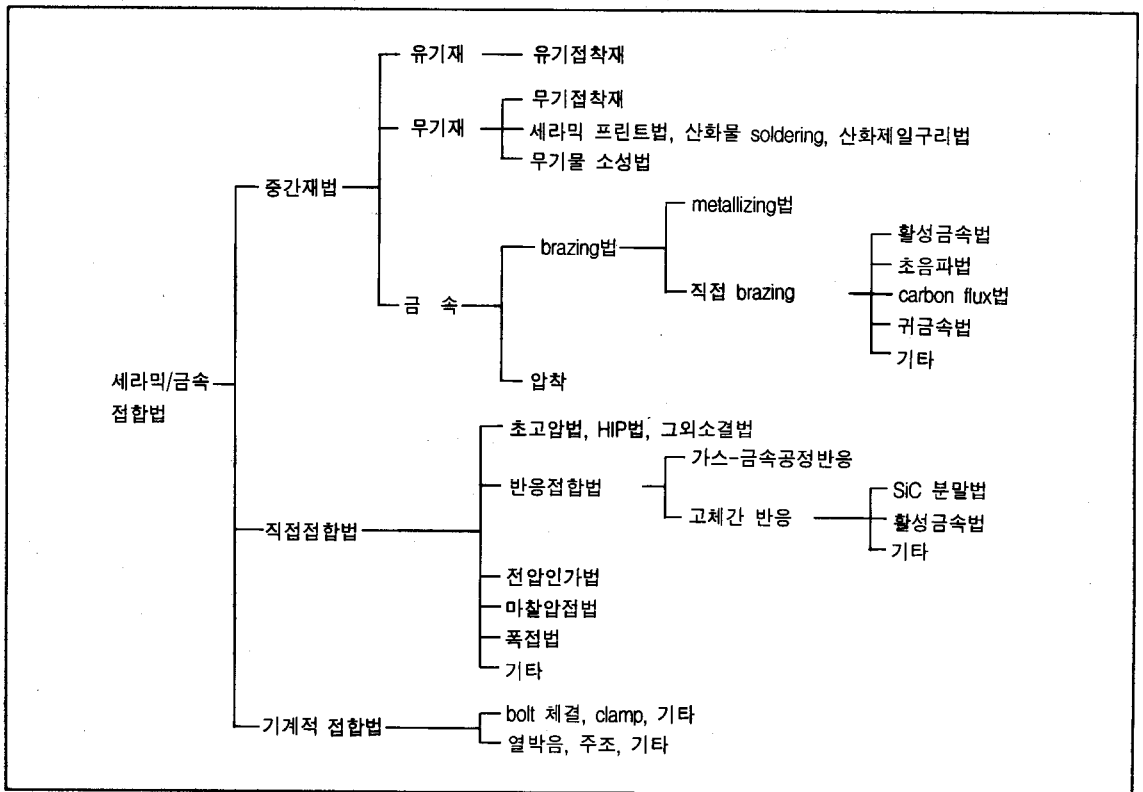 유기재
유기접착재
무기재
무기접착재
세라믹 프린트법, 산화물 soldering, 산화제일구리법
무기물 소성법
중간재법
금 속
brazing법
metallizing법
직접 brazing
활성금속법
초음파법
carbon flux법
귀금속법
기타
압착
세라믹/금속
접합법
직접접합법
초고압법, HIP법, 그외소결법
반응접합법
가스-금속공정반응
고체간 반응
SiC 분말법
활성금속법
기타
전압인가법
마찰압접법
폭접법
기타
기계적 접합법
bolt 체결, clamp, 기타
열박음, 주조, 기타